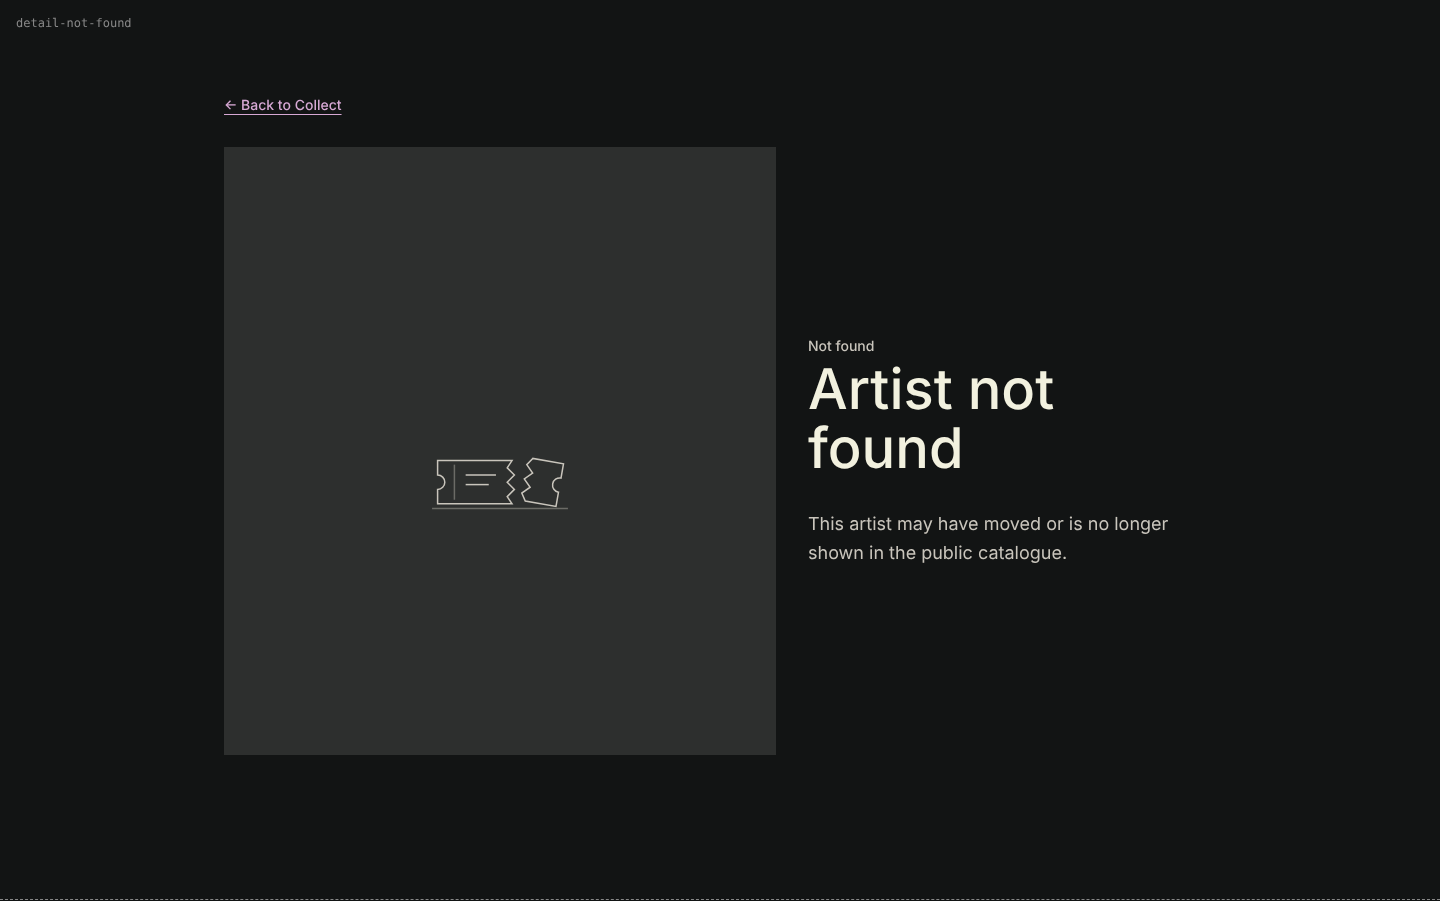 detail-not-found
← Back to Collect
Not found
Artist not
found
This artist may have moved or is no longer
shown in the public catalogue.